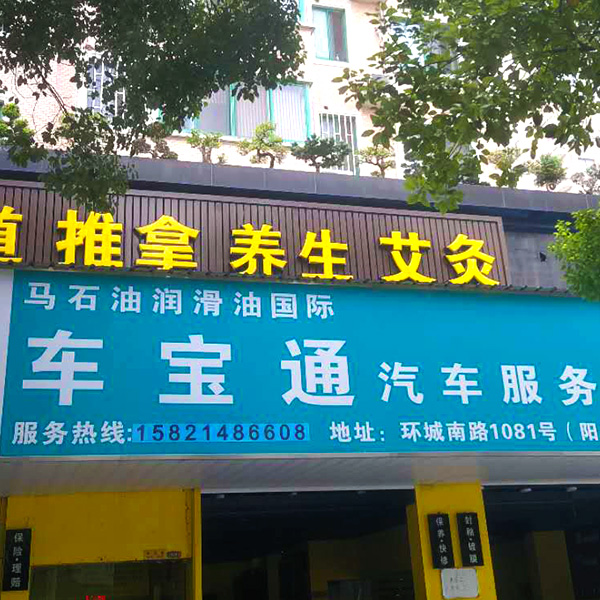 道 推拿 养生 艾灸
马石油润滑油国际
车宝通 汽车服务
服务热线:15821486608 地址：环城南路1081号（阳
保险·理赔
保养·快修
封釉·镀膜